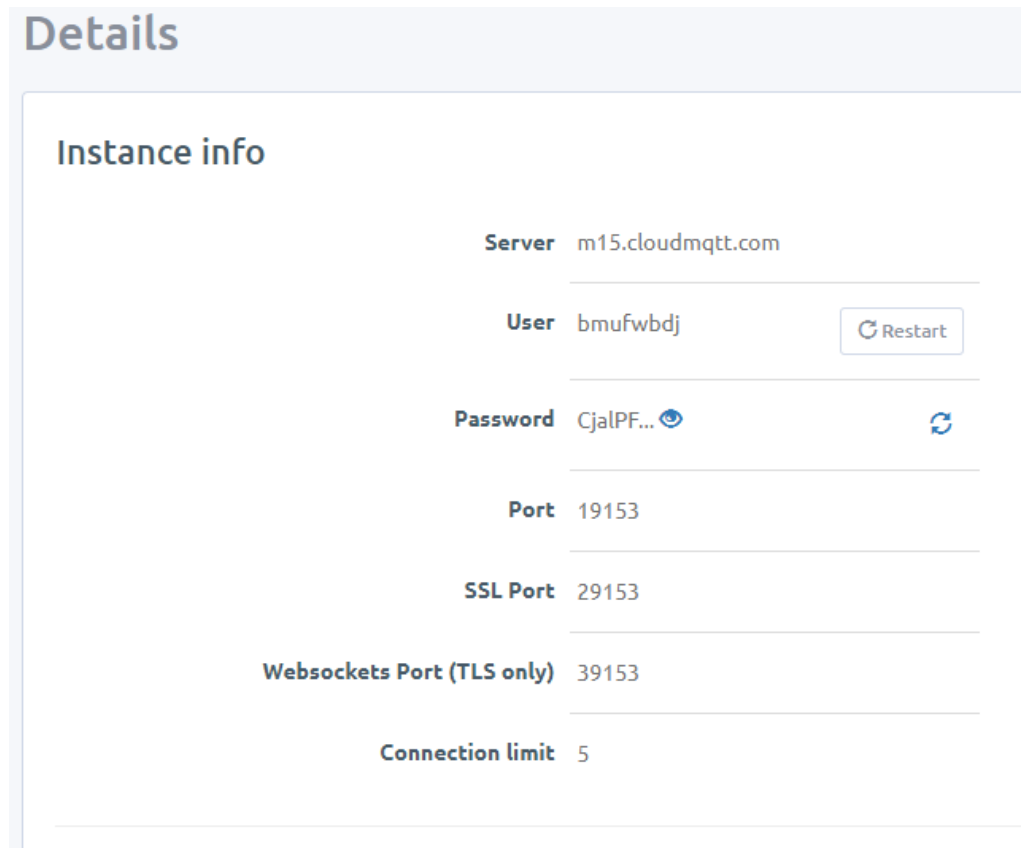 Details
Instance info
Server m15.cloudmqtt.com
User bmufwbdj Restart
Password CjalPF...
Port 19153
SSL Port 29153
Websockets Port (TLS only) 39153
Connection limit 5